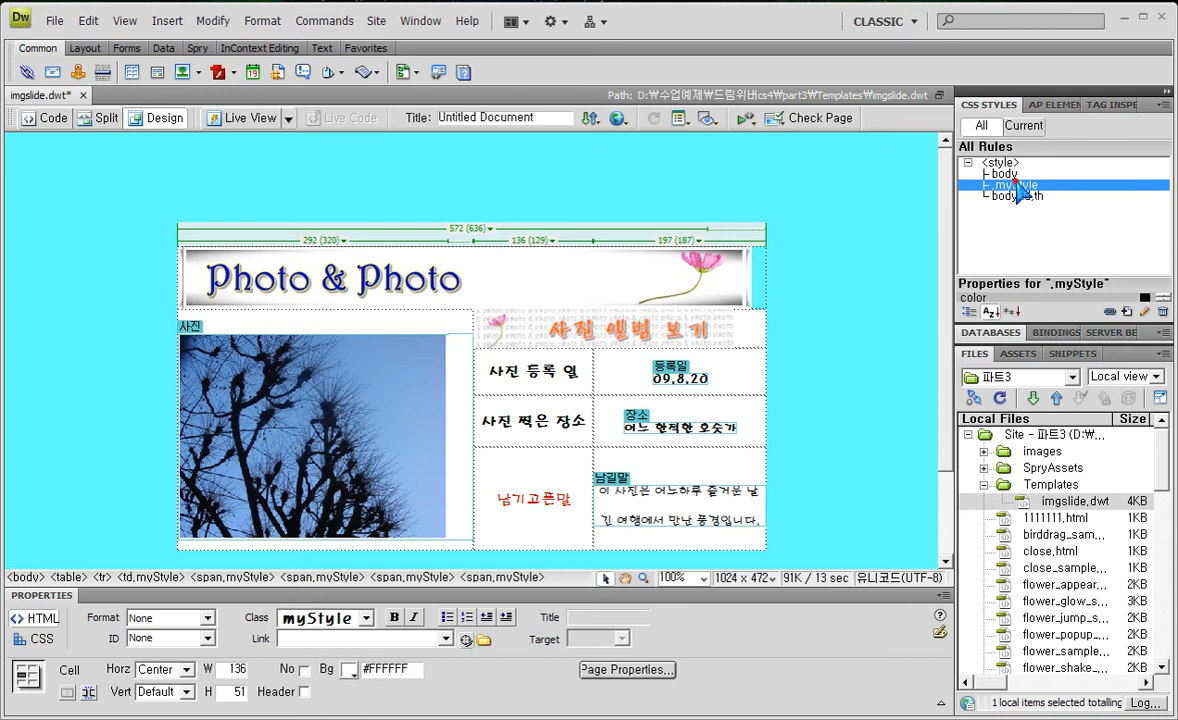 Dw File Edit View Insert Modify Format Commands Site Window Help CLASSIC
Common Layout Forms Data Spry InContext Editing Text Favorites
imgslide.dwt* Path: D:₩수업예제₩드림위버cs4₩part3₩Templates₩imgslide.dwt
Code Split Design Live View Live Code Title: Untitled Document Check Page
CSS STYLES AP ELEMEN TAG INSPE
All Current
All Rules
<style>
body
.myStyle
Properties for ".myStyle"
color
DATABASES BINDINGS SERVER BE
FILES ASSETS SNIPPETS
파트3 Local view
Local Files Size
Site - 파트3 (D:₩...
images
SpryAssets
Templates
imgslide.dwt 4KB
1111111.html 1KB
birddrag_sam... 1KB
close.html 1KB
close_sample... 1KB
flower_appear... 2KB
flower_glow_s... 3KB
flower_jump_s... 2KB
flower_popup_... 2KB
flower_sample... 2KB
flower_shake_... 2KB
1 local items selected totalling Log...
572 (636)
292 (320) 136 (129) 197 (187)
Photo & Photo
사진
사진 앨범 보기
사진 등록 일
등록일
09.8.20
사진 찍은 장소
장소
어느 한적한 호숫가
남기고픈말
남길말
이 사진은 어느하루 즐거운 날
긴 여행에서 만난 풍경입니다.
<body> <table> <tr> <td.myStyle> <span.myStyle> <span.myStyle> <span.myStyle> <span.myStyle> 100% 1024 x 472 91K / 13 sec 유니코드(UTF-8)
PROPERTIES
HTML Format None Class myStyle B I Title
CSS ID None Link Target
Cell Horz Center W 136 No Bg #FFFFFF Page Properties...
Vert Default H 51 Header